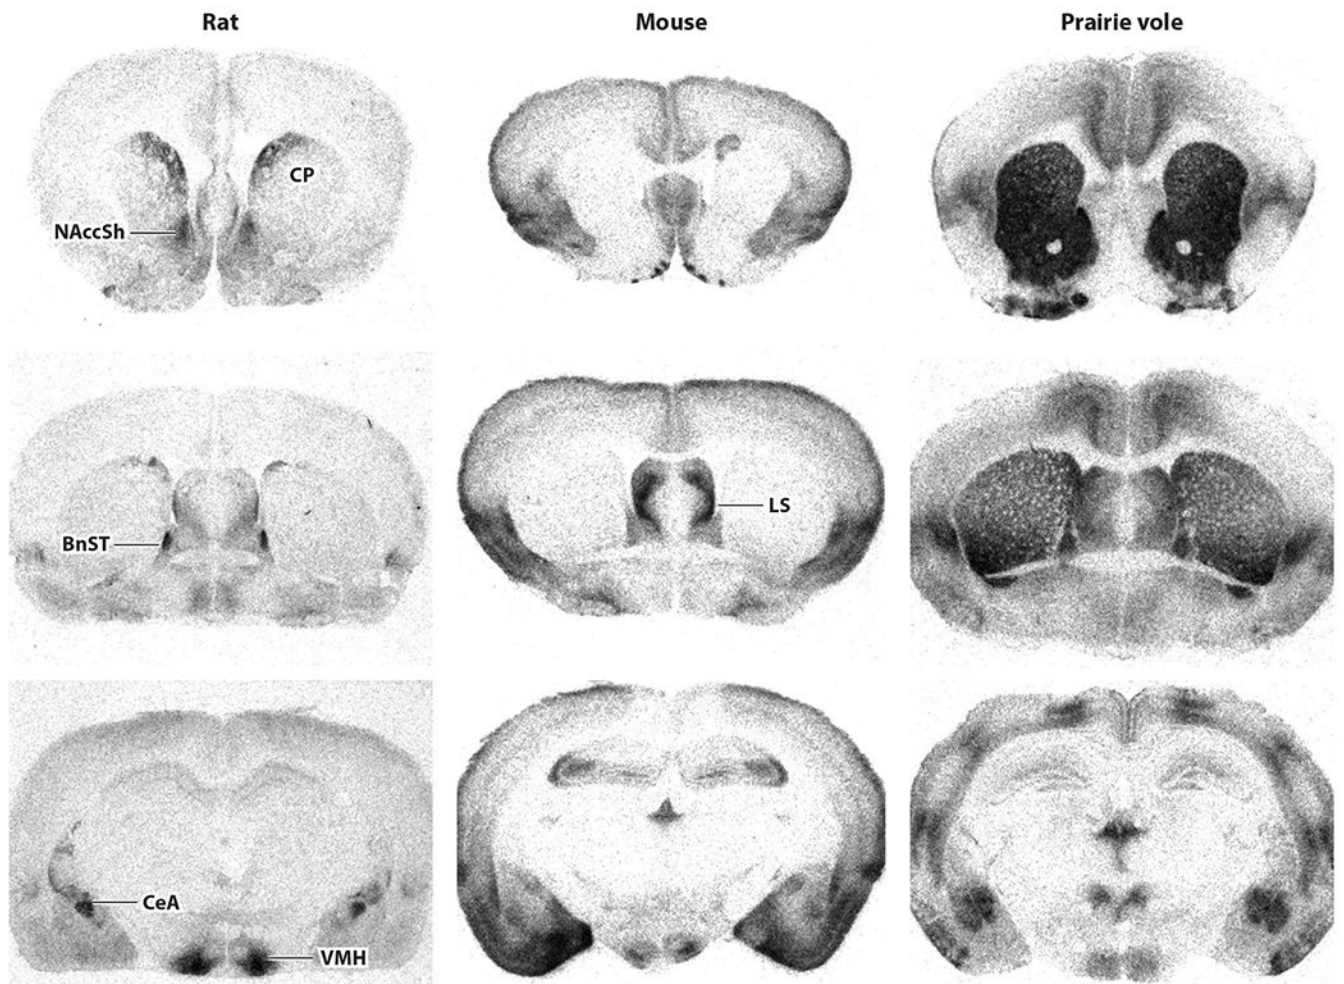 Rat
Mouse
Prairie vole
CP
NAccSh
LS
BnST
CeA
VMH